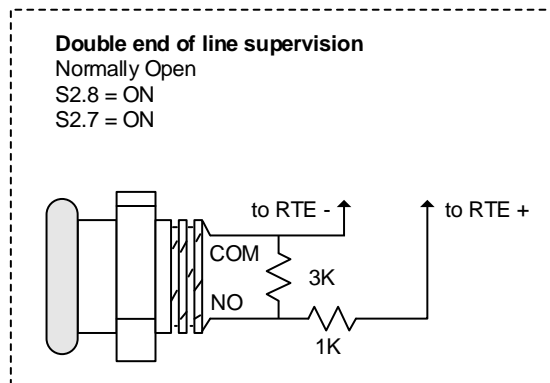 Double end of line supervision
Normally Open
S2.8 = ON
S2.7 = ON
to RTE -
to RTE +
COM
3K
NO
1K